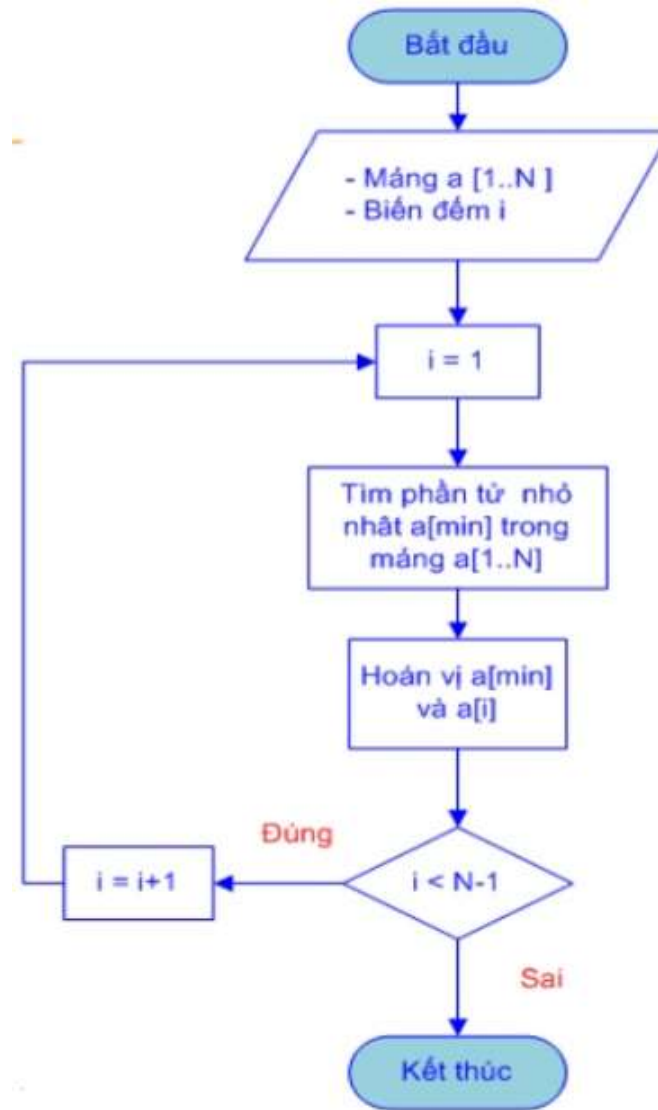 Bắt đầu
- Mảng a [1..N ]
- Biến đếm i
i = 1
Tìm phần tử nhỏ
nhât a[min] trong
mảng a[1..N]
Hoán vị a[min]
và a[i]
Đúng
i = i+1
i < N-1
Sai
Kết thúc